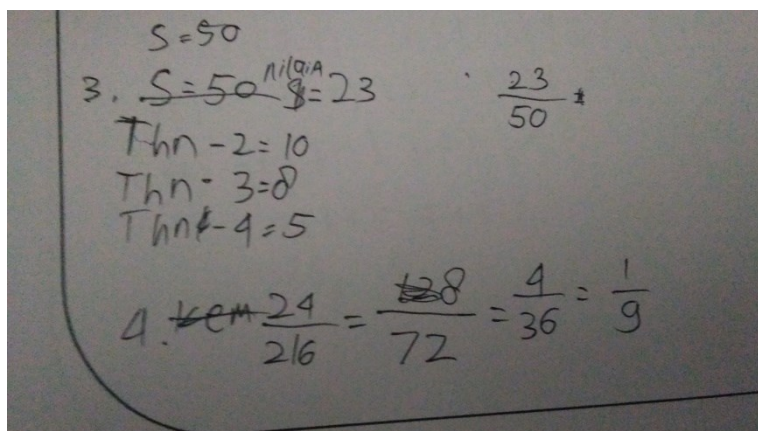 S = 50
3. S = 50 nilai A = 23 23/50
Thn - 2 = 10
Thn - 3 = 8
Thn - 4 = 5
4. 24/216 = 8/72 = 4/36 = 1/9